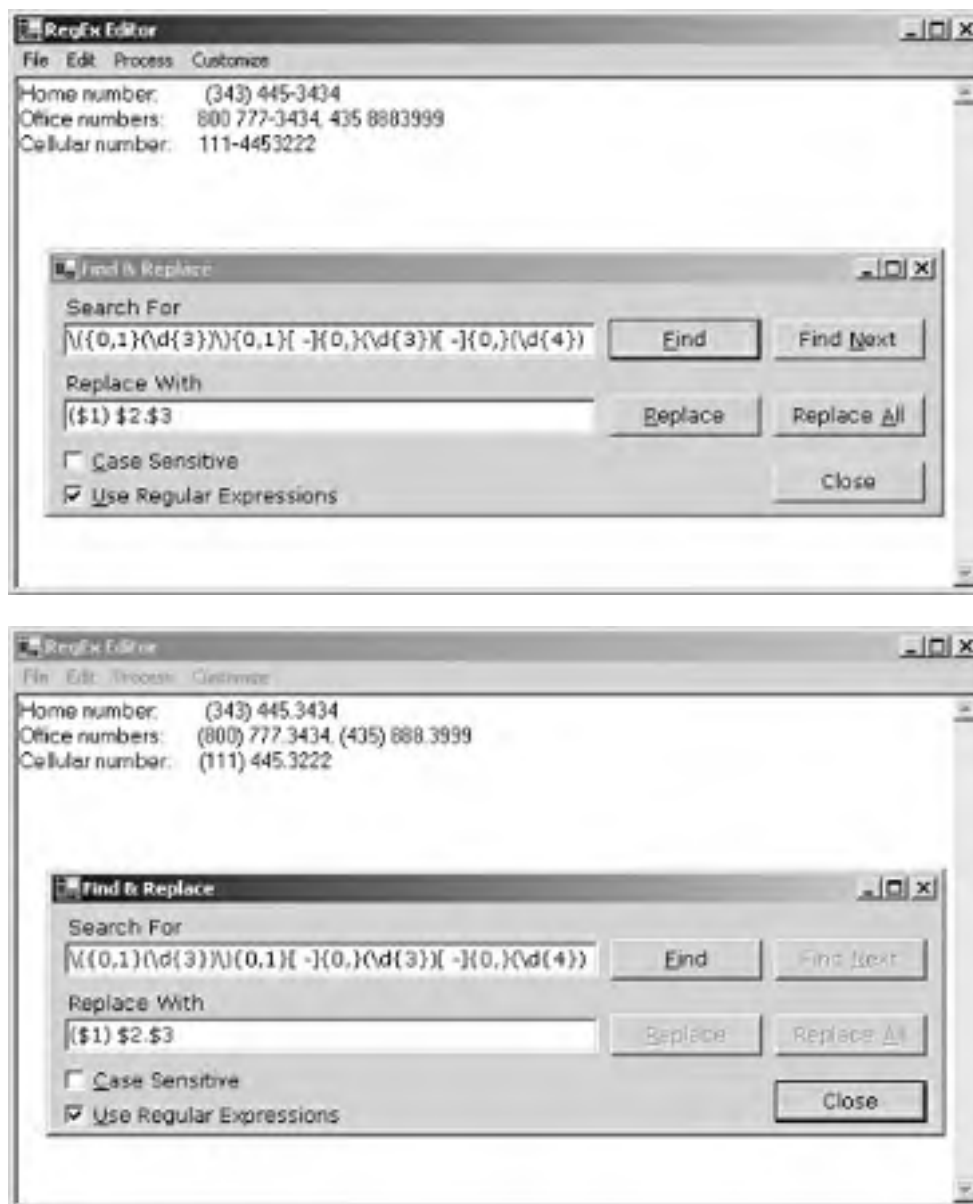 RegEx Editor
File Edit Process Customize
Home number: (343) 445-3434
Office numbers: 800 777-3434, 435 8883999
Cellular number: 111-4453222
Find & Replace
Search For
\({0,1}(\d{3})\){0,1}[ -]{0,}(\d{3})[ -]{0,}(\d{4})
Find
Find Next
Replace With
($1) $2.$3
Replace
Replace All
Case Sensitive
Use Regular Expressions
Close
RegEx Editor
File Edit Process Customize
Home number: (343) 445.3434
Office numbers: (800) 777.3434, (435) 888.3999
Cellular number: (111) 445.3222
Find & Replace
Search For
\({0,1}(\d{3})\){0,1}[ -]{0,}(\d{3})[ -]{0,}(\d{4})
Find
Find Next
Replace With
($1) $2.$3
Replace
Replace All
Case Sensitive
Use Regular Expressions
Close